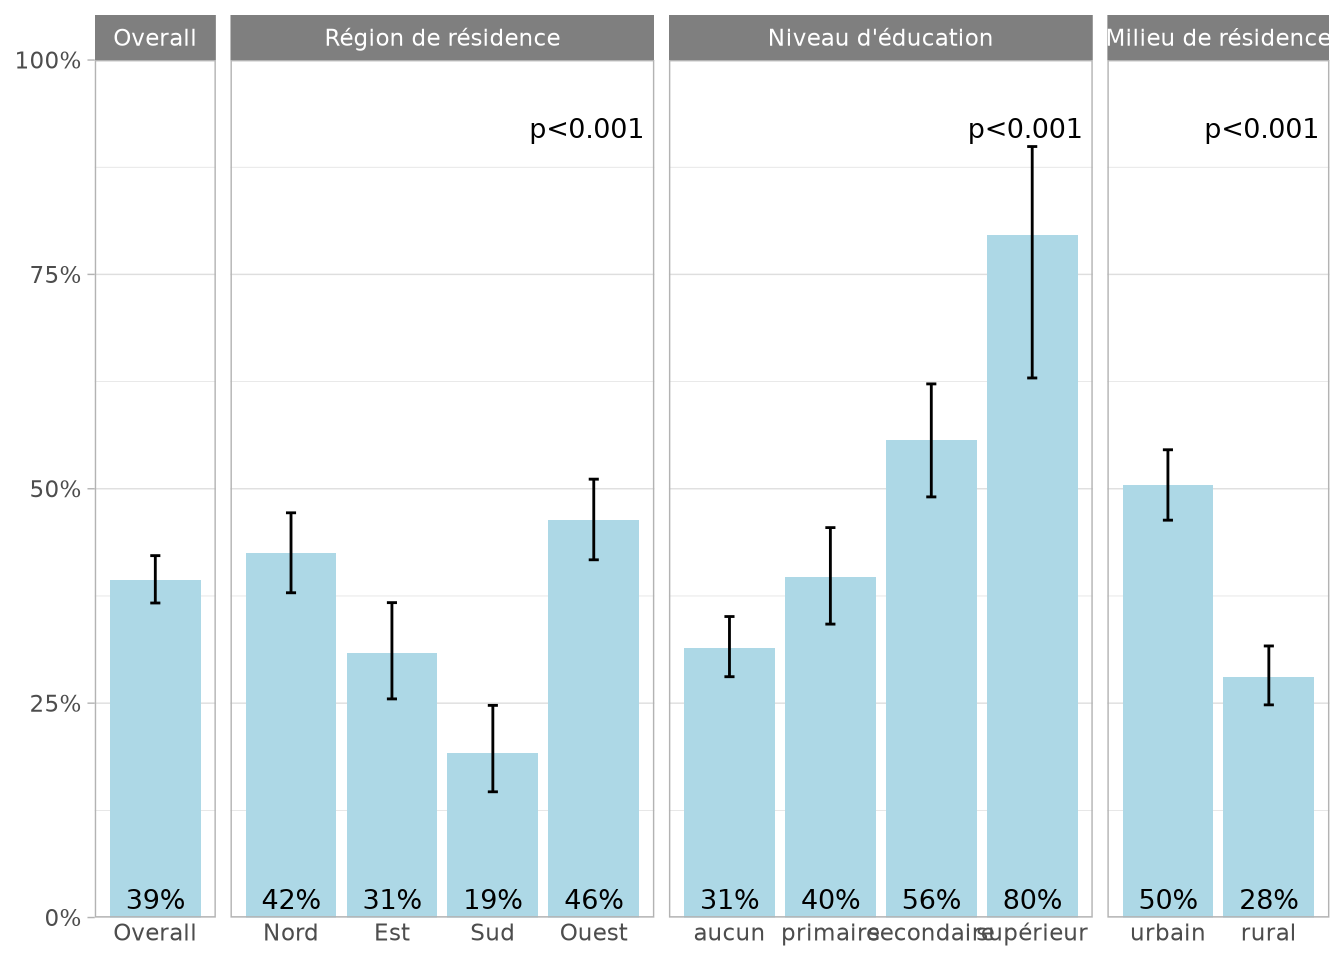 Overall
Région de résidence
Niveau d'éducation
Milieu de résidence
100%
75%
50%
25%
0%
p<0.001
p<0.001
p<0.001
39%
42%
31%
19%
46%
31%
40%
56%
80%
50%
28%
Overall
Nord
Est
Sud
Ouest
aucun
primaire
secondaire
supérieur
urbain
rural